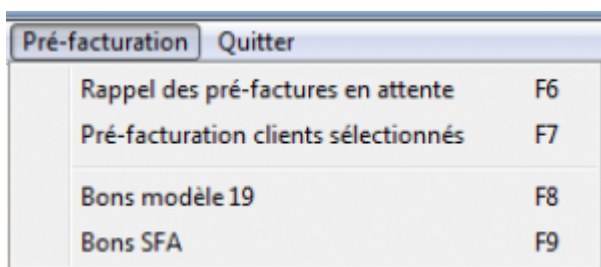 Pré-facturation Quitter
Rappel des pré-factures en attente F6
Pré-facturation clients sélectionnés F7
Bons modèle 19 F8
Bons SFA F9